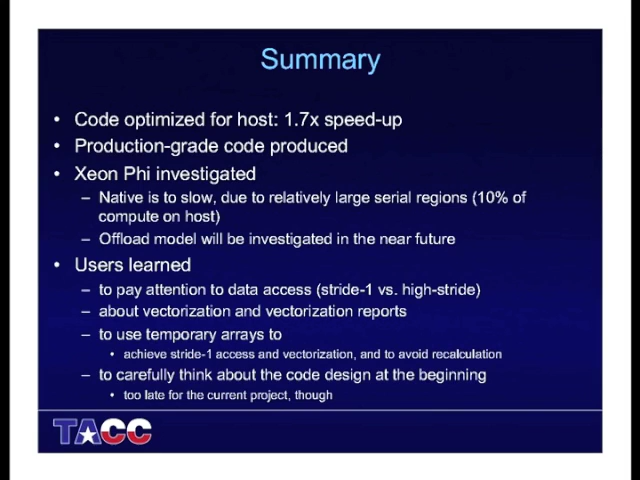 Summary
• Code optimized for host: 1.7x speed-up
• Production-grade code produced
• Xeon Phi investigated
– Native is to slow, due to relatively large serial regions (10% of
compute on host)
– Offload model will be investigated in the near future
• Users learned
– to pay attention to data access (stride-1 vs. high-stride)
– about vectorization and vectorization reports
– to use temporary arrays to
• achieve stride-1 access and vectorization, and to avoid recalculation
– to carefully think about the code design at the beginning
• too late for the current project, though
TACC